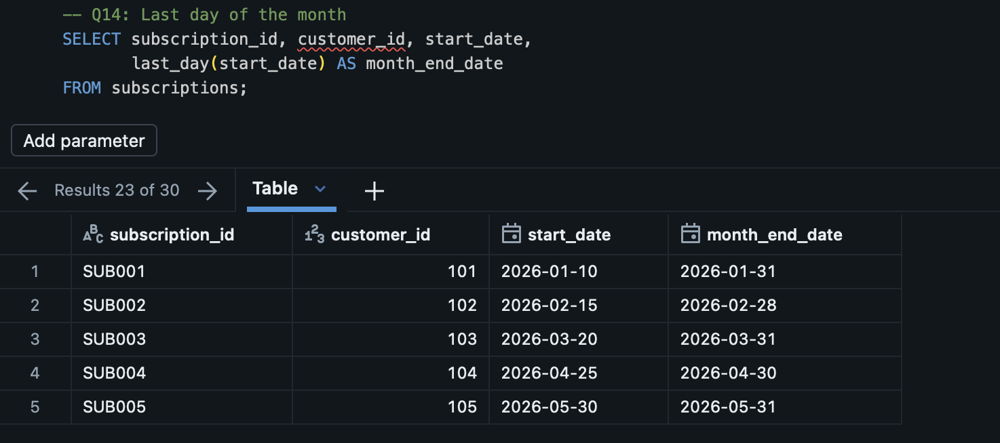 -- Q14: Last day of the month
SELECT subscription_id, customer_id, start_date,
       last_day(start_date) AS month_end_date
FROM subscriptions;
Add parameter
Results 23 of 30 Table
subscription_id customer_id start_date month_end_date
1 SUB001 101 2026-01-10 2026-01-31
2 SUB002 102 2026-02-15 2026-02-28
3 SUB003 103 2026-03-20 2026-03-31
4 SUB004 104 2026-04-25 2026-04-30
5 SUB005 105 2026-05-30 2026-05-31